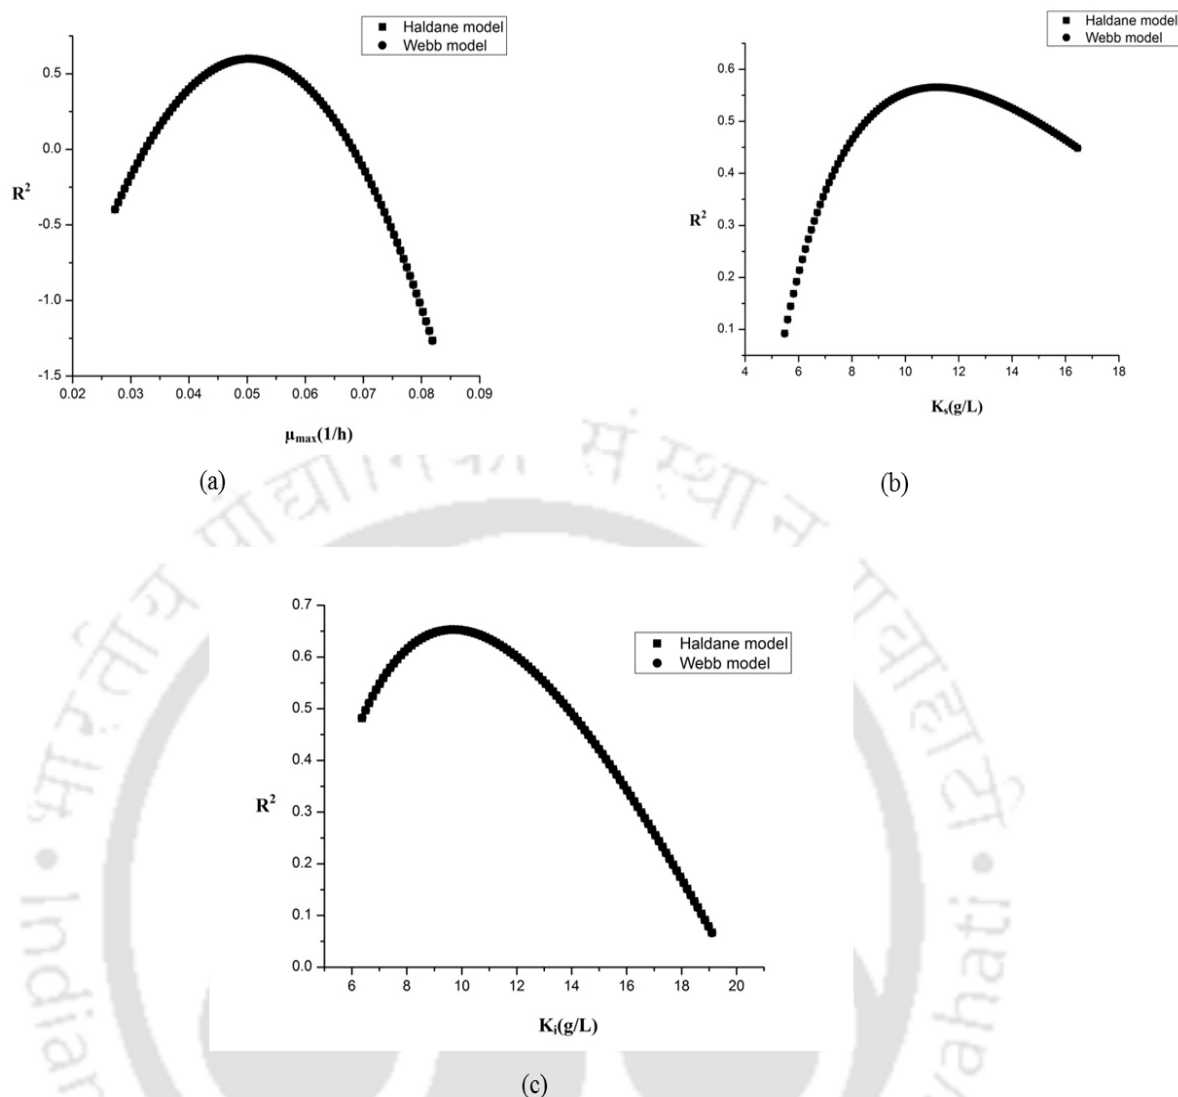 Haldane model
Webb model
R²
0.5
0.0
-0.5
-1.0
-1.5
0.02 0.03 0.04 0.05 0.06 0.07 0.08 0.09
μmax(1/h)
(a)
Haldane model
Webb model
R²
0.6
0.5
0.4
0.3
0.2
0.1
4 6 8 10 12 14 16 18
Ks(g/L)
(b)
Haldane model
Webb model
R²
0.7
0.6
0.5
0.4
0.3
0.2
0.1
0.0
6 8 10 12 14 16 18 20
Ki(g/L)
(c)
Indian
wahati